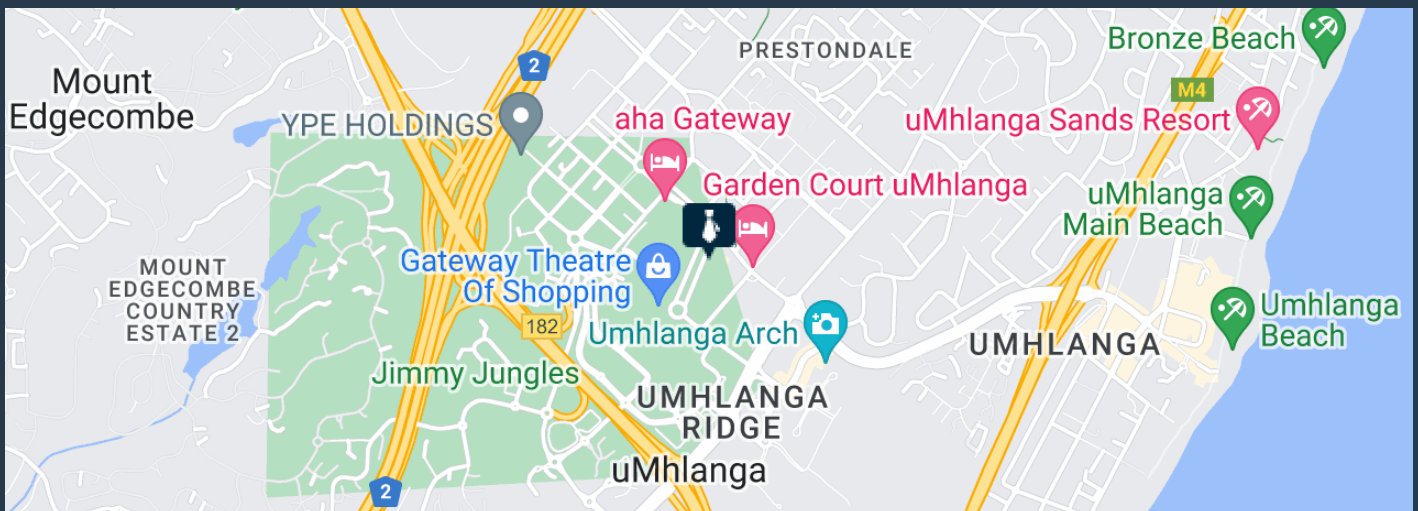 PRESTONDALE
Bronze Beach
2
Mount
Edgecombe
M4
YPE HOLDINGS
aha Gateway
uMhlanga Sands Resort
Garden Court uMhlanga
uMhlanga
Main Beach
Gateway Theatre
Of Shopping
MOUNT
EDGECOMBE
COUNTRY
ESTATE 2
182
Umhlanga Arch
Umhlanga
Beach
UMHLANGA
Jimmy Jungles
UMHLANGA
RIDGE
uMhlanga
2